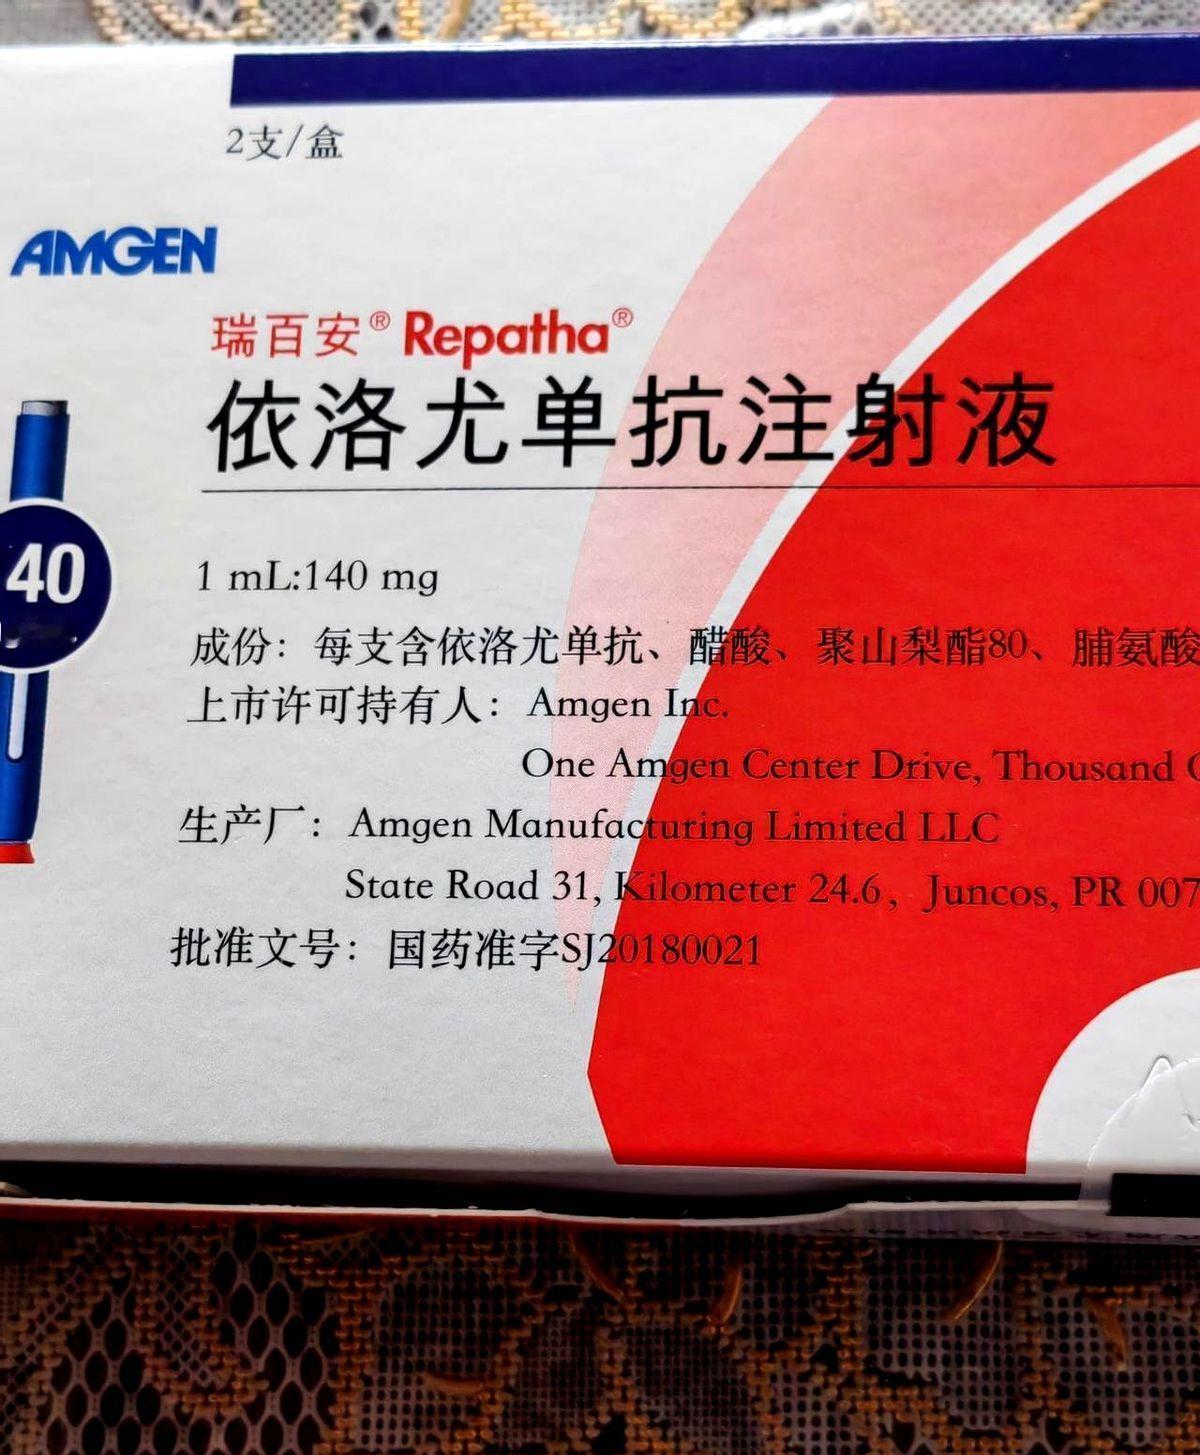 2支/盒
AMGEN
瑞百安® Repatha®
依洛尤单抗注射液
40
1 mL:140 mg
成份：每支含依洛尤单抗、醋酸、聚山梨酯80、脯氨酸
上市许可持有人：Amgen Inc.
One Amgen Center Drive, Thousand
生产厂：Amgen Manufacturing Limited LLC
State Road 31, Kilometer 24.6, Juncos, PR 007
批准文号：国药准字SJ20180021